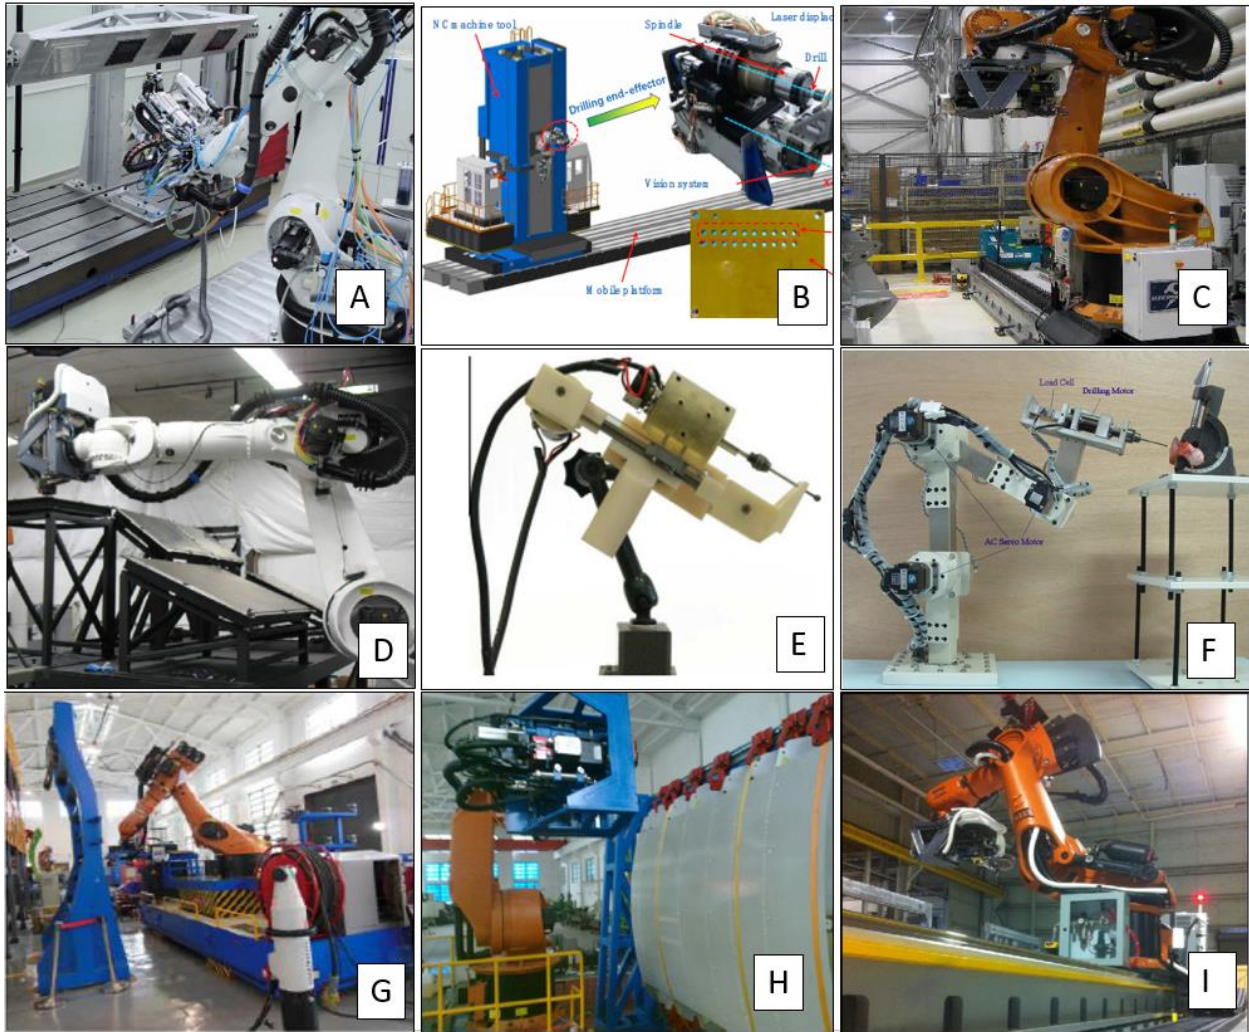 NC machine tool
Spindle
Laser displac
Drill
Drilling end-effector
Vision system
X
Mobile platform
A
B
C
D
E
Load Cell
Drilling Motor
AC Servo Motor
F
G
H
I